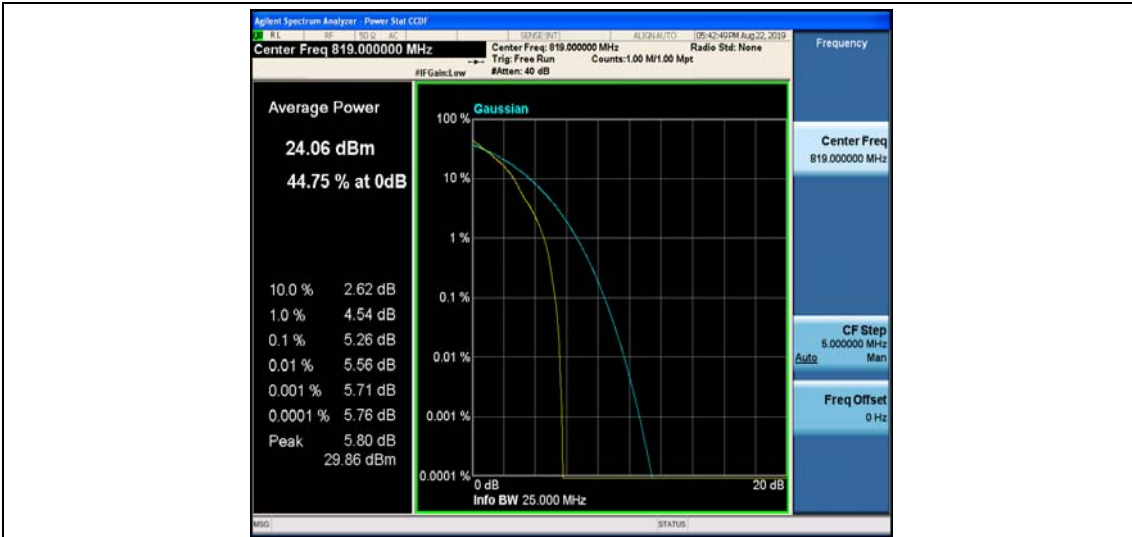 Agilent Spectrum Analyzer - Power Stat CCDF
RL RF 50 Ω AC SENSE:INT ALIGN AUTO 05:42:49 PM Aug 22, 2019
Center Freq 819.000000 MHz
Center Freq: 819.000000 MHz Radio Std: None
Trig: Free Run Counts:1.00 M/1.00 Mpt
#IFGain:Low #Atten: 40 dB
Frequency
Average Power
24.06 dBm
44.75 % at 0dB
10.0 % 2.62 dB
1.0 % 4.54 dB
0.1 % 5.26 dB
0.01 % 5.56 dB
0.001 % 5.71 dB
0.0001 % 5.76 dB
Peak 5.80 dB
29.86 dBm
Gaussian
100 %
10 %
1 %
0.1 %
0.01 %
0.001 %
0.0001 %
0 dB 20 dB
Info BW 25.000 MHz
Center Freq
819.000000 MHz
CF Step
5.000000 MHz
Auto Man
Freq Offset
0 Hz
MSG STATUS